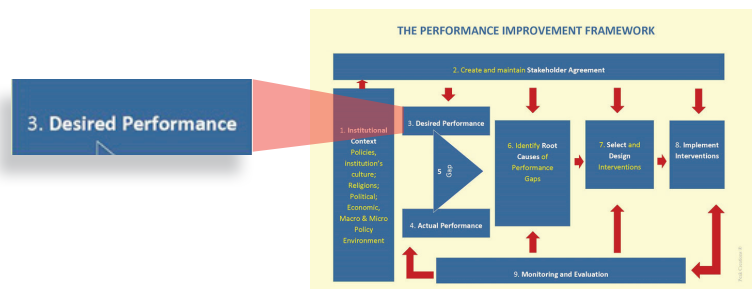 THE PERFORMANCE IMPROVEMENT FRAMEWORK
2. Create and maintain Stakeholder Agreement
3. Desired Performance
1. Institutional
Context
Policies,
institution's
culture;
Religions;
Political;
Economic,
Macro & Micro
Policy
Environment
3. Desired Performance
5
Gap
4. Actual Performance
6. Identify Root
Causes of
Performance
Gaps
7. Select and
Design
Interventions
8. Implement
Interventions
9. Monitoring and Evaluation